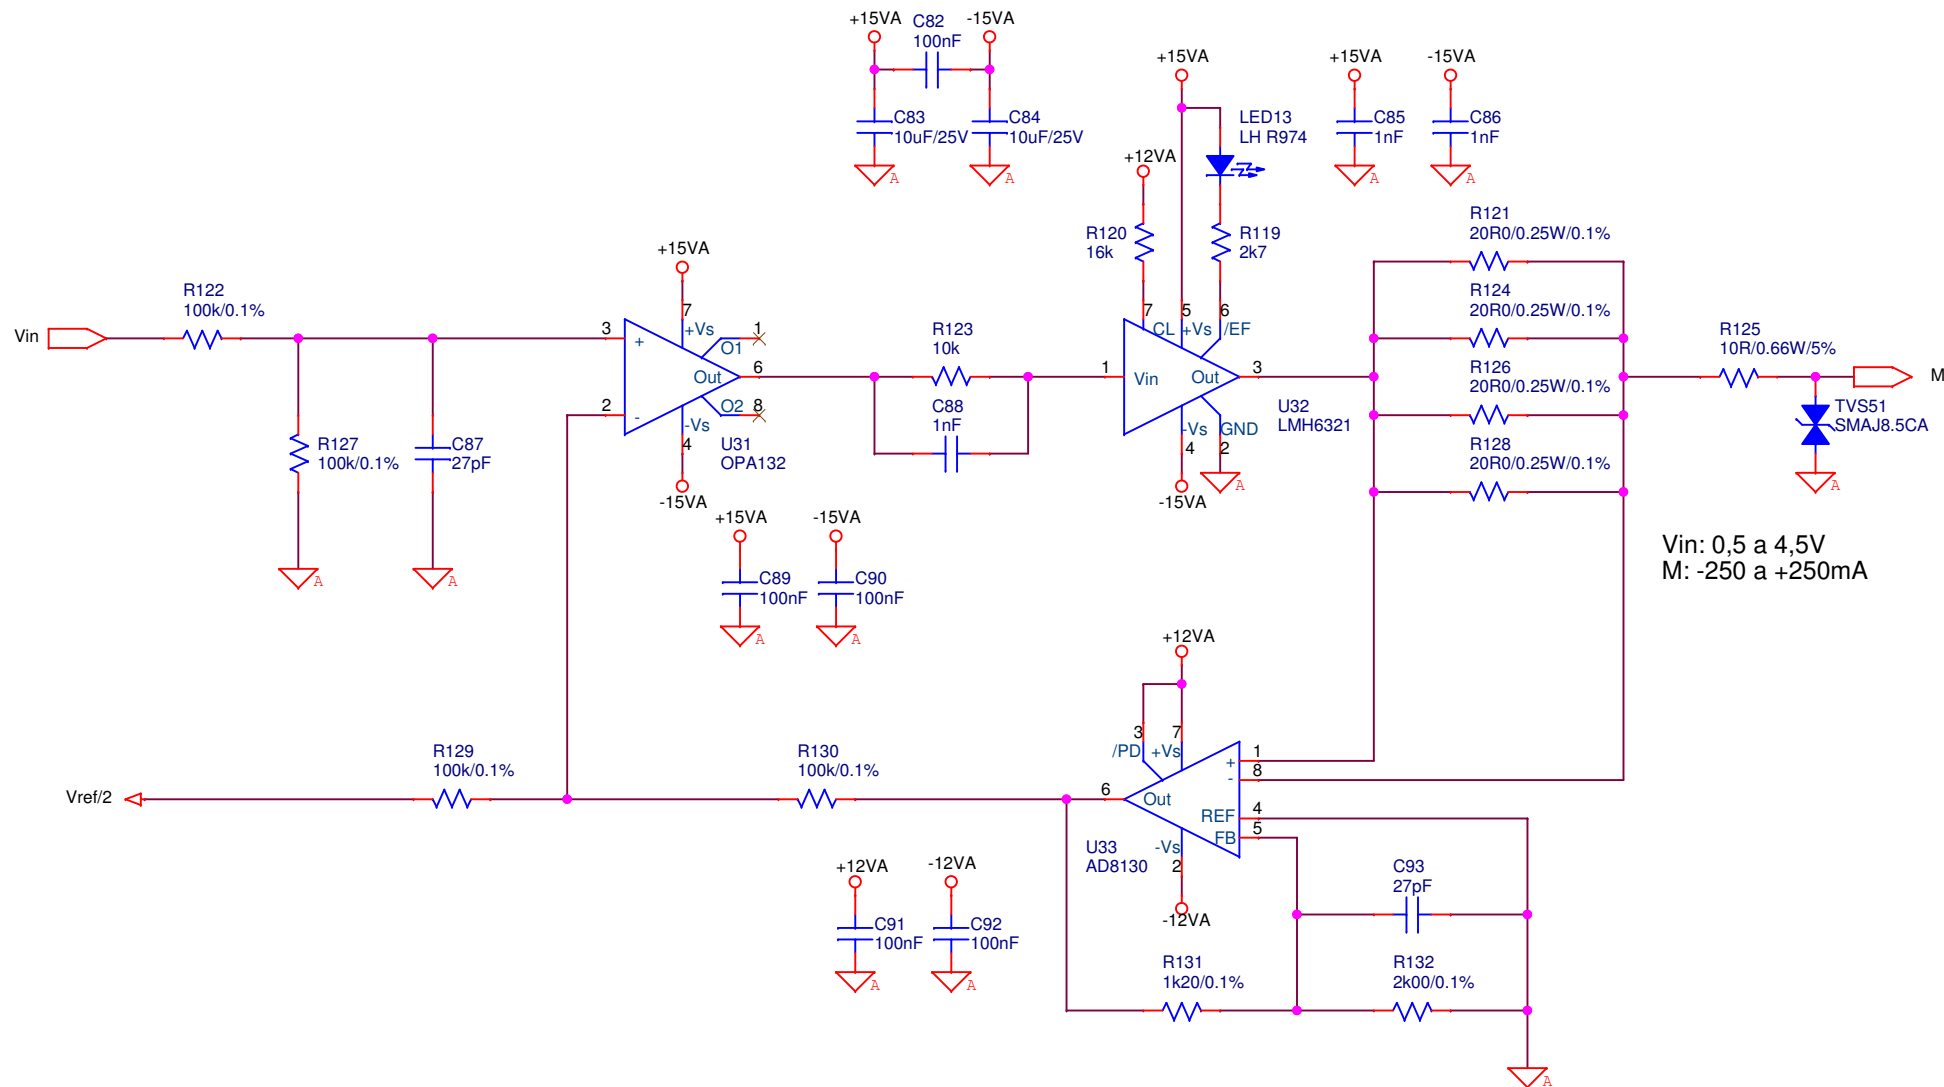 +15VA
C82
100nF
-15VA
C83
10uF/25V
C84
10uF/25V
A
A
+15VA
LED13
LH R974
+15VA
C85
1nF
A
-15VA
C86
1nF
A
+12VA
R120
16k
R119
2k7
R121
20R0/0.25W/0.1%
R124
20R0/0.25W/0.1%
R126
20R0/0.25W/0.1%
R128
20R0/0.25W/0.1%
Vin
R122
100k/0.1%
R127
100k/0.1%
A
C87
27pF
A
+15VA
3
2
7
+Vs
1
O1
+
-
Out
6
O2
8
-Vs
4
U31
OPA132
-15VA
R123
10k
C88
1nF
7
5
6
CL
+Vs
/EF
1
Vin
Out
3
-Vs
GND
4
2
U32
LMH6321
-15VA
A
R125
10R/0.66W/5%
M
TVS51
SMAJ8.5CA
A
Vin: 0,5 a 4,5V
M: -250 a +250mA
+15VA
C89
100nF
A
-15VA
C90
100nF
A
Vref/2
R129
100k/0.1%
R130
100k/0.1%
+12VA
3
7
/PD
+Vs
+
1
-
8
6
Out
REF
4
FB
5
-Vs
2
U33
AD8130
-12VA
+12VA
C91
100nF
A
-12VA
C92
100nF
A
C93
27pF
R131
1k20/0.1%
R132
2k00/0.1%
A